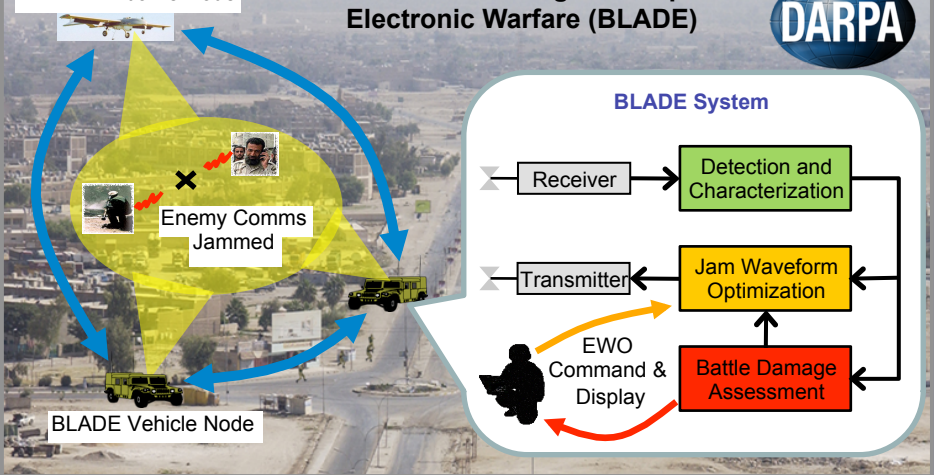 Electronic Warfare (BLADE)
DARPA
BLADE System
Receiver
Detection and
Characterization
Enemy Comms
Jammed
Transmitter
Jam Waveform
Optimization
EWO
Command &
Display
Battle Damage
Assessment
BLADE Vehicle Node